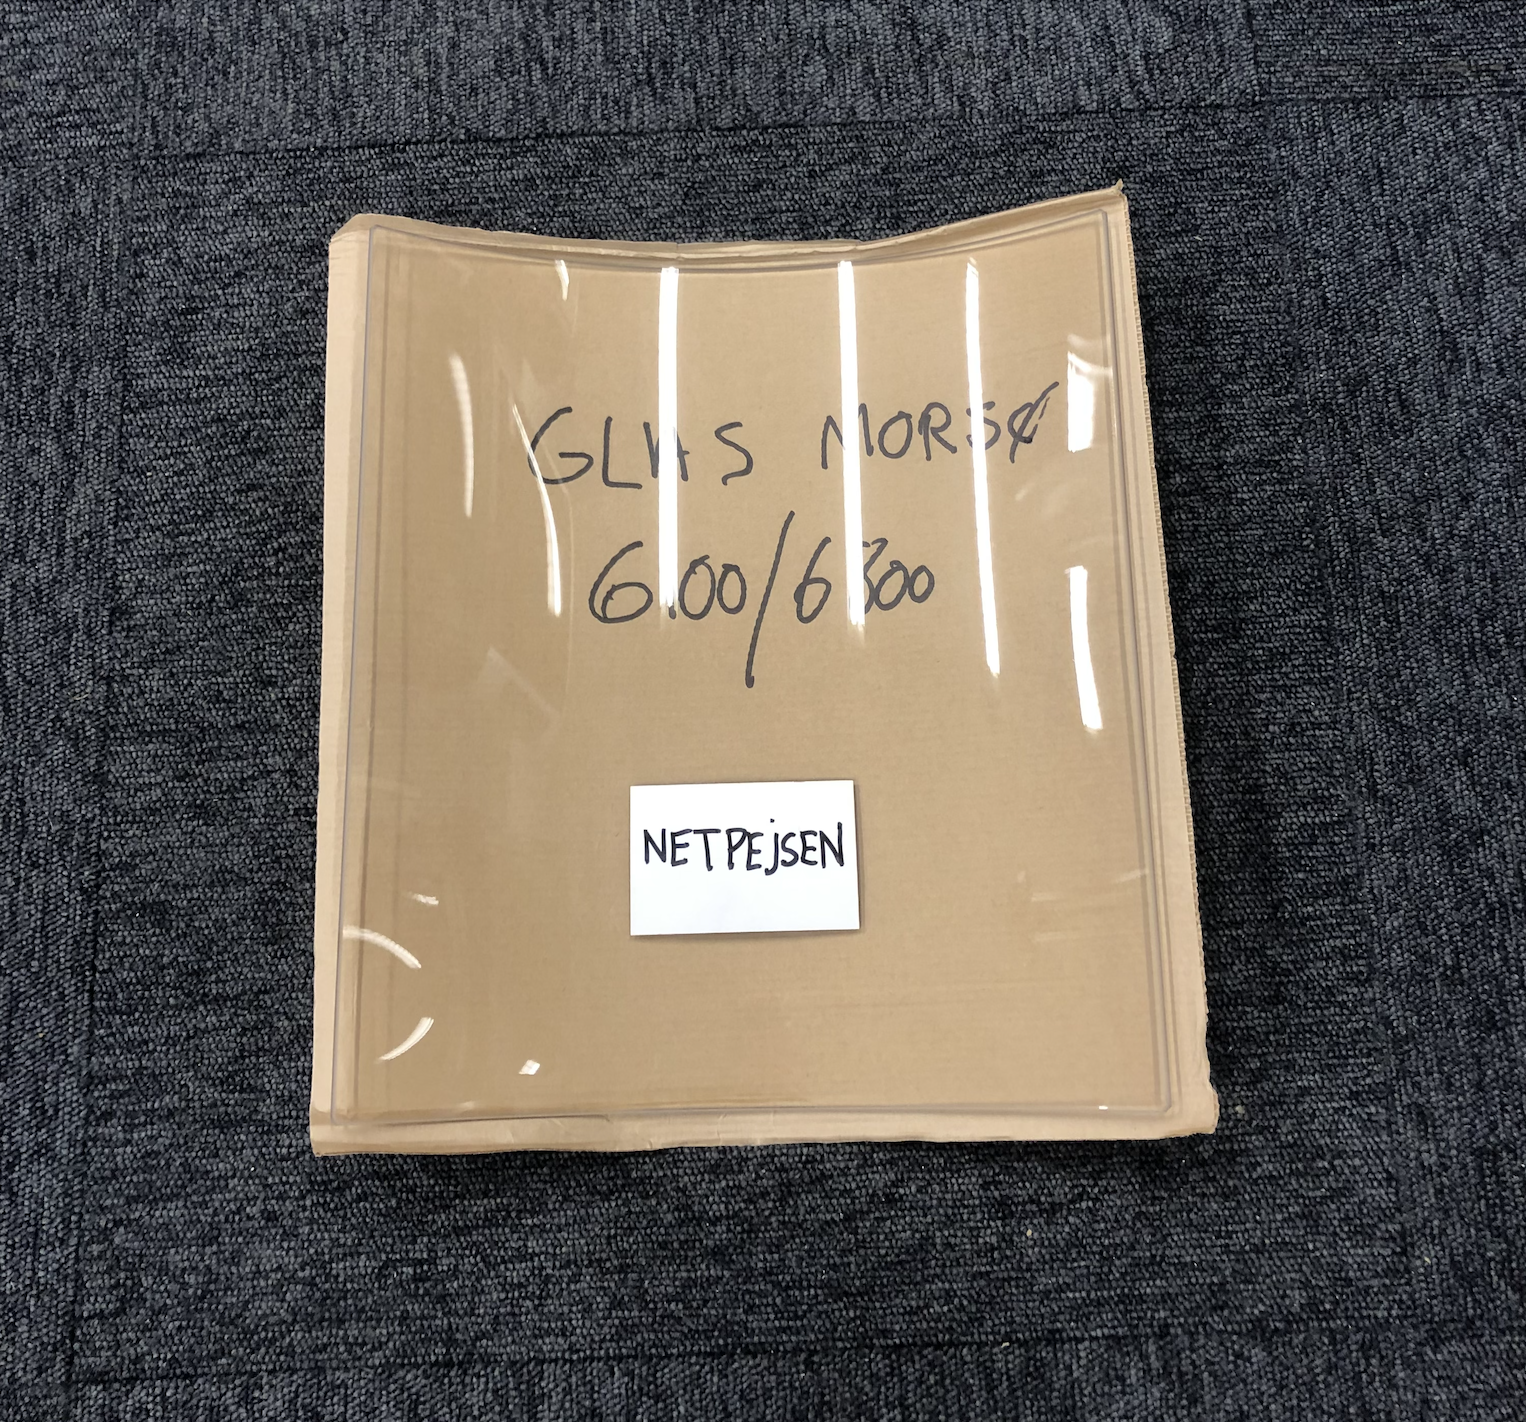 GLAS MORSØ
6100/6300
NETPEjSEN